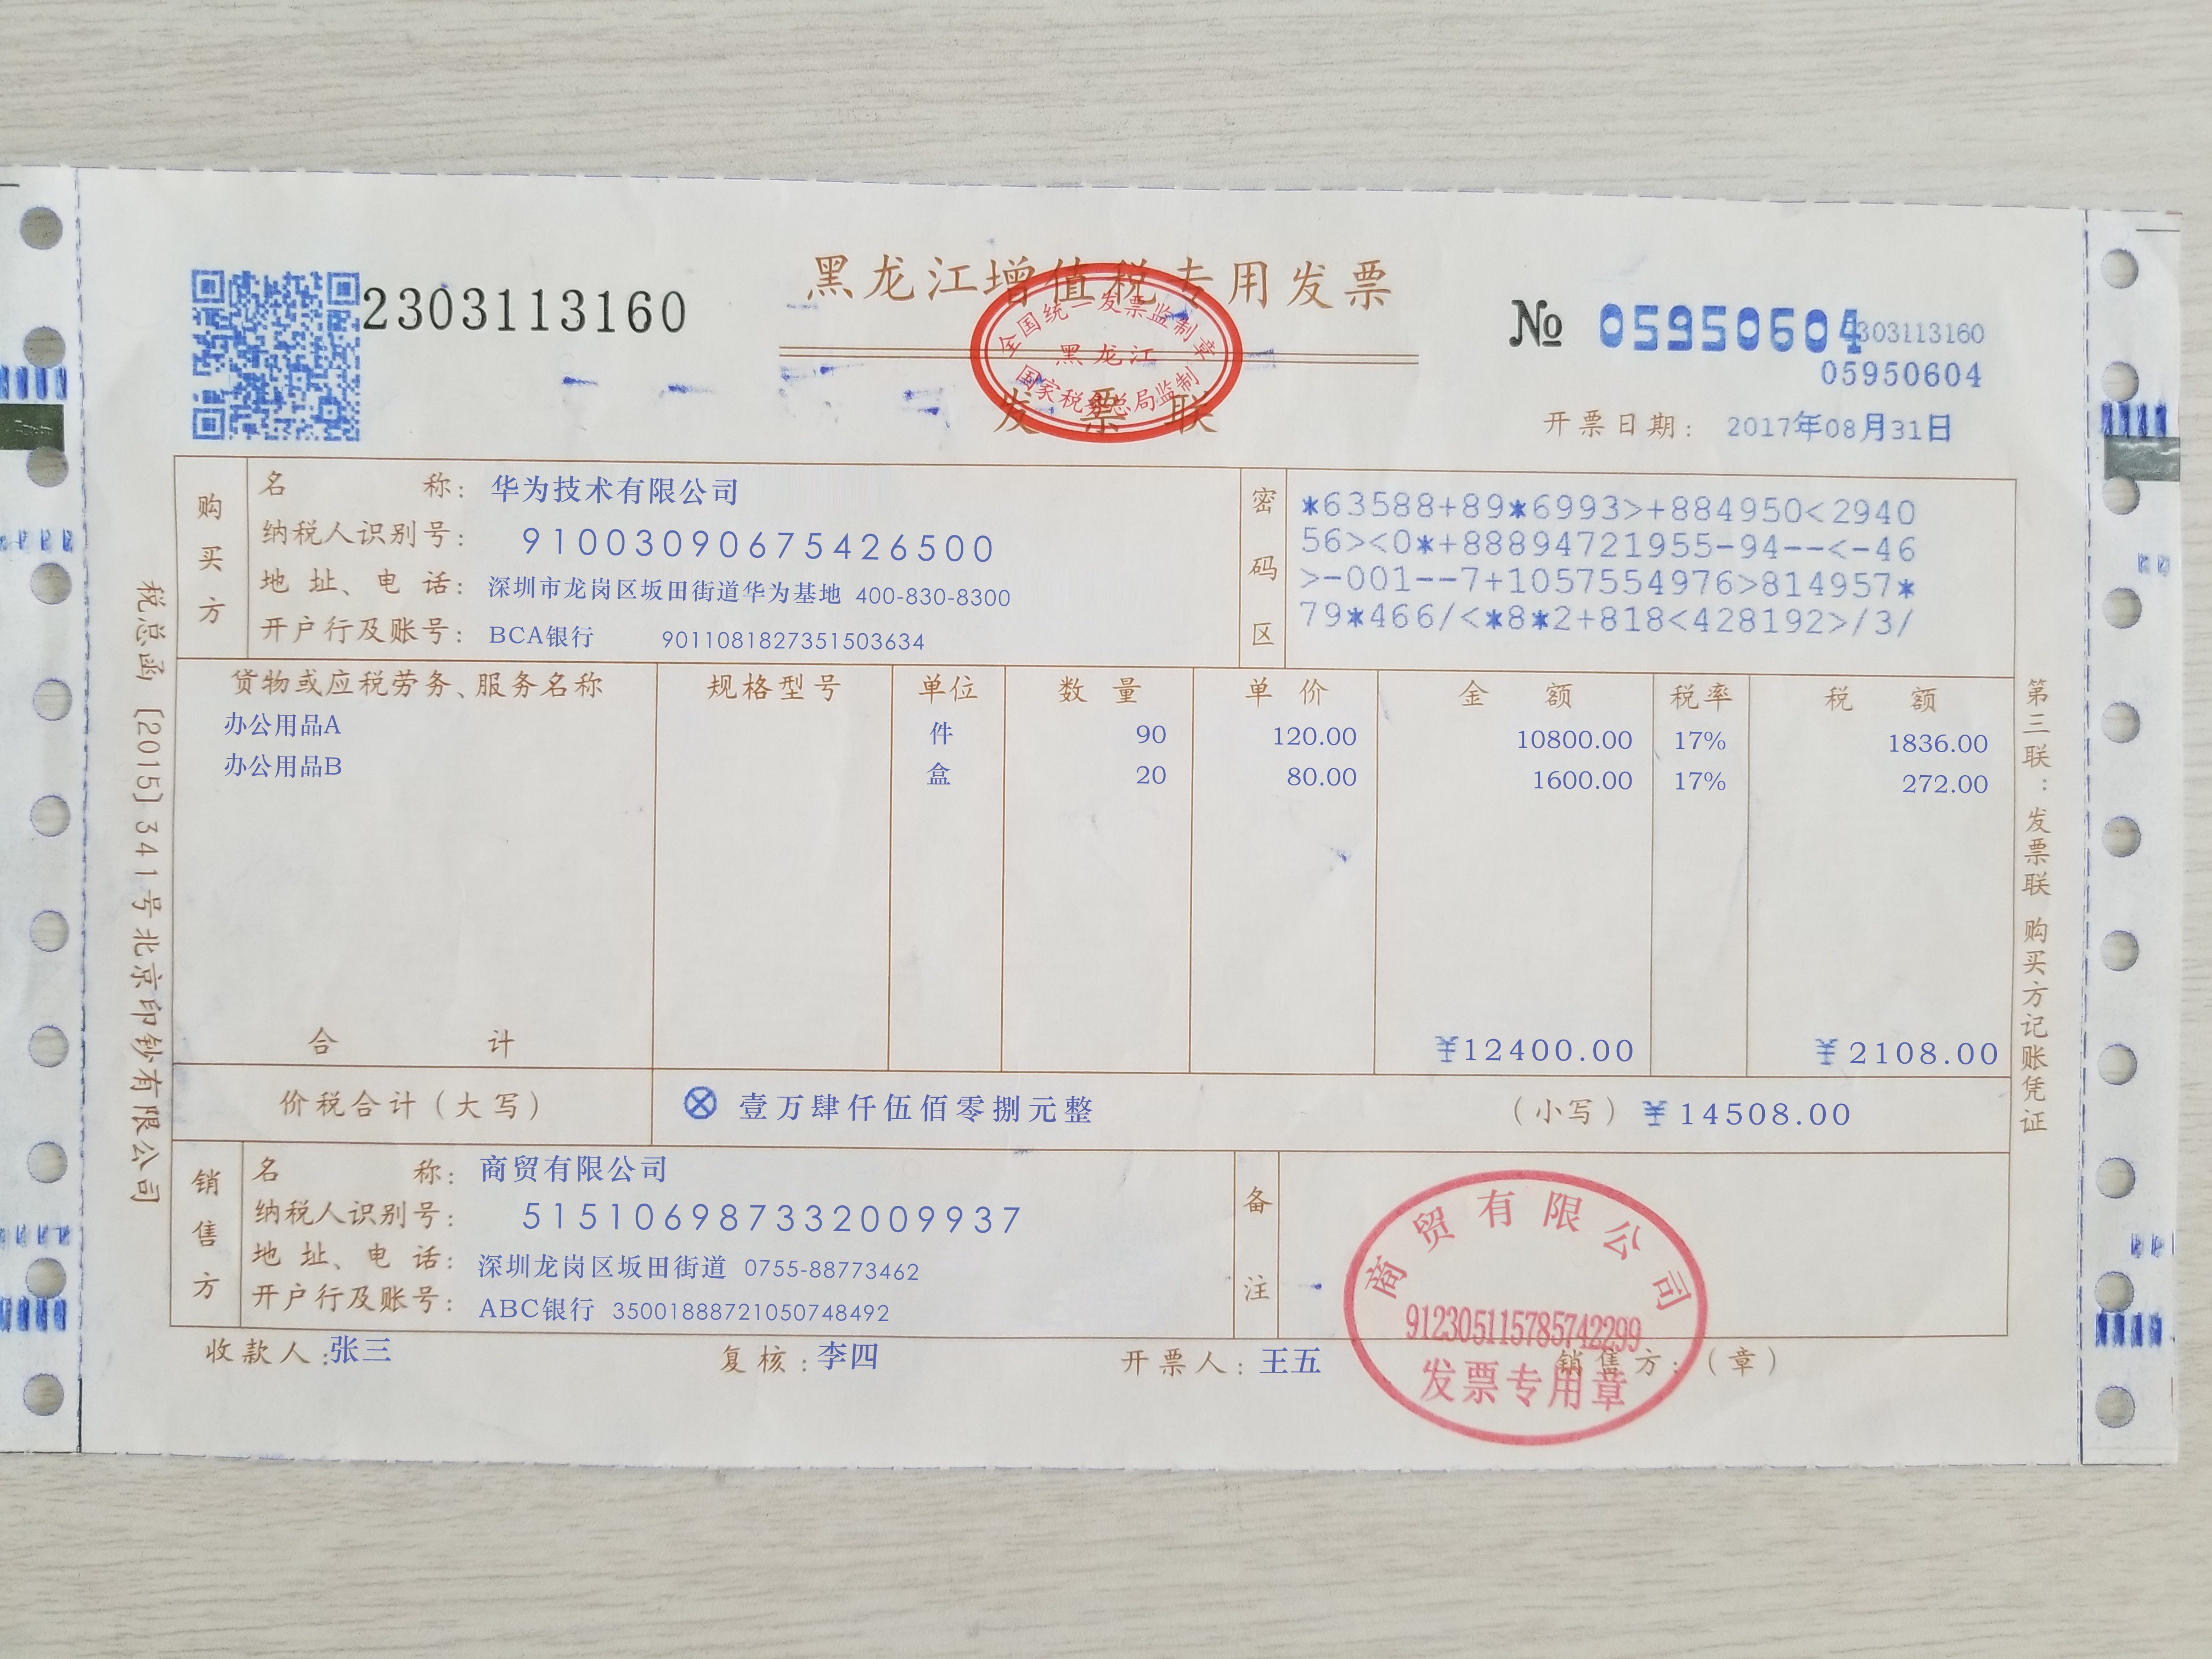 2303113160
黑龙江增值税专用发票
全国统一发票监制章
黑龙江
国家税务总局监制
发票联
№ 05950604
2303113160
05950604
开票日期: 2017年08月31日
购买方
名称: 华为技术有限公司
纳税人识别号: 91003090675426500
地址、电话: 深圳市龙岗区坂田街道华为基地 400-830-8300
开户行及账号: BCA银行 9011081827351503634
密码区
*63588+89*6993>+884950<2940
56><0*+88894721955-94--<-46
>-001--7+1057554976>814957*
79*466/<*8*2+818<428192>/3/
货物或应税劳务、服务名称 规格型号 单位 数量 单价 金额 税率 税额
办公用品A 件 90 120.00 10800.00 17% 1836.00
办公用品B 盒 20 80.00 1600.00 17% 272.00
合计 ¥12400.00 ¥2108.00
价税合计（大写） ⊗ 壹万肆仟伍佰零捌元整 （小写）¥14508.00
销售方
名称: 商贸有限公司
纳税人识别号: 515106987332009937
地址、电话: 深圳龙岗区坂田街道 0755-88773462
开户行及账号: ABC银行 35001888721050748492
备注
商贸有限公司
912305115785742299
发票专用章
收款人: 张三 复核: 李四 开票人: 王五 销售方:（章）
税总函〔2015〕341号北京印钞有限公司
第三联: 发票联 购买方记账凭证